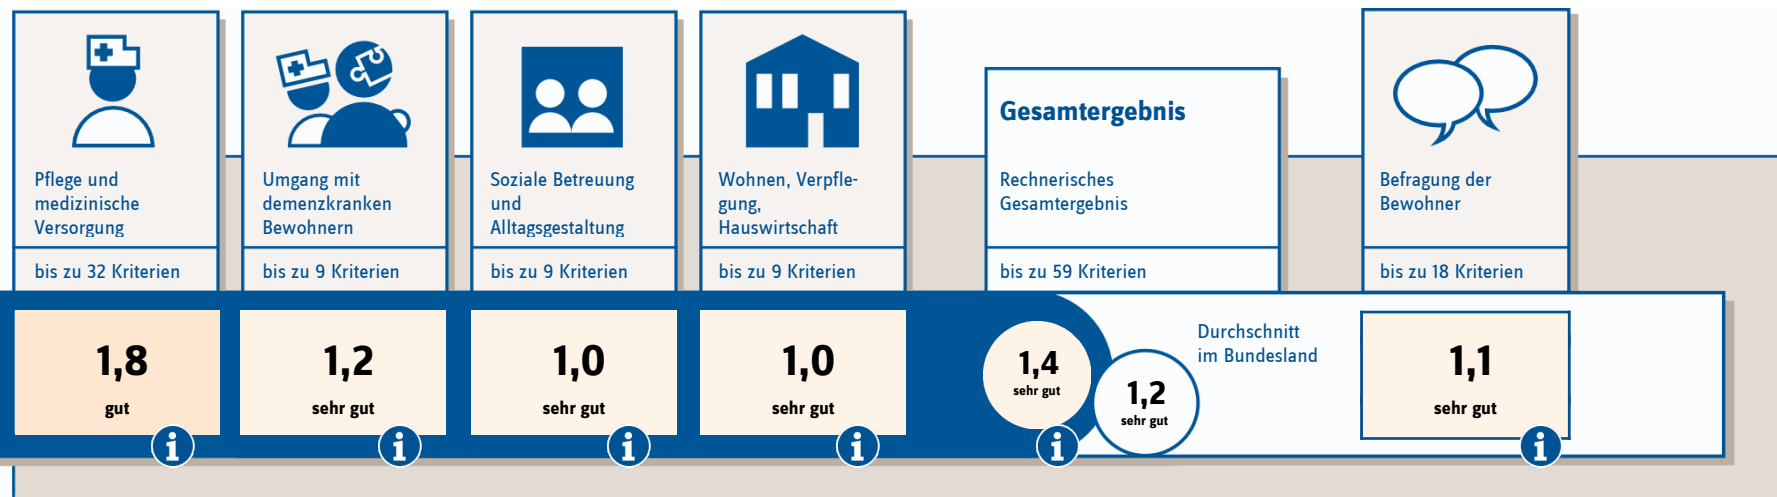 Pflege und
medizinische
Versorgung
bis zu 32 Kriterien
1,8
gut
Umgang mit
demenzkranken
Bewohnern
bis zu 9 Kriterien
1,2
sehr gut
Soziale Betreuung
und
Alltagsgestaltung
bis zu 9 Kriterien
1,0
sehr gut
Wohnen, Verpfle-
gung,
Hauswirtschaft
bis zu 9 Kriterien
1,0
sehr gut
Gesamtergebnis
Rechnerisches
Gesamtergebnis
bis zu 59 Kriterien
1,4
sehr gut
1,2
sehr gut
Durchschnitt
im Bundesland
Befragung der
Bewohner
bis zu 18 Kriterien
1,1
sehr gut